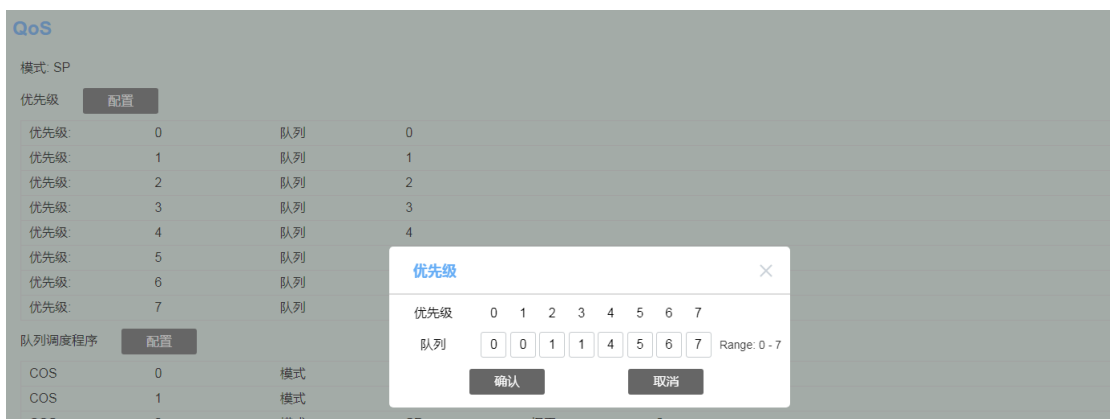 QoS
模式: SP
优先级 配置
优先级: 0 队列 0
优先级: 1 队列 1
优先级: 2 队列 2
优先级: 3 队列 3
优先级: 4 队列 4
优先级: 5 队列
优先级: 6 队列
优先级: 7 队列
队列调度程序 配置
COS 0 模式
COS 1 模式
优先级
优先级 0 1 2 3 4 5 6 7
队列 0 0 1 1 4 5 6 7 Range: 0 - 7
确认 取消